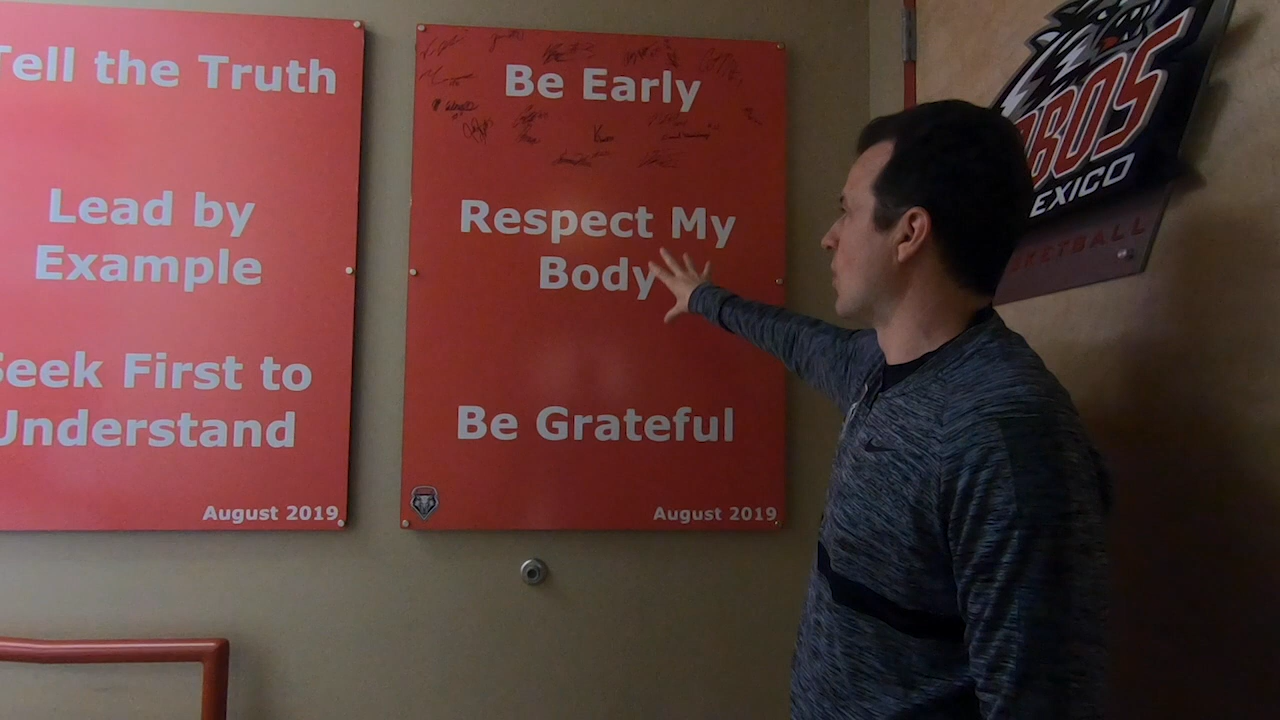 Tell the Truth
Lead by
Example
Seek First to
Understand
August 2019
Be Early
Respect My
Body
Be Grateful
August 2019
LOBOS
EXICO
KETBALL